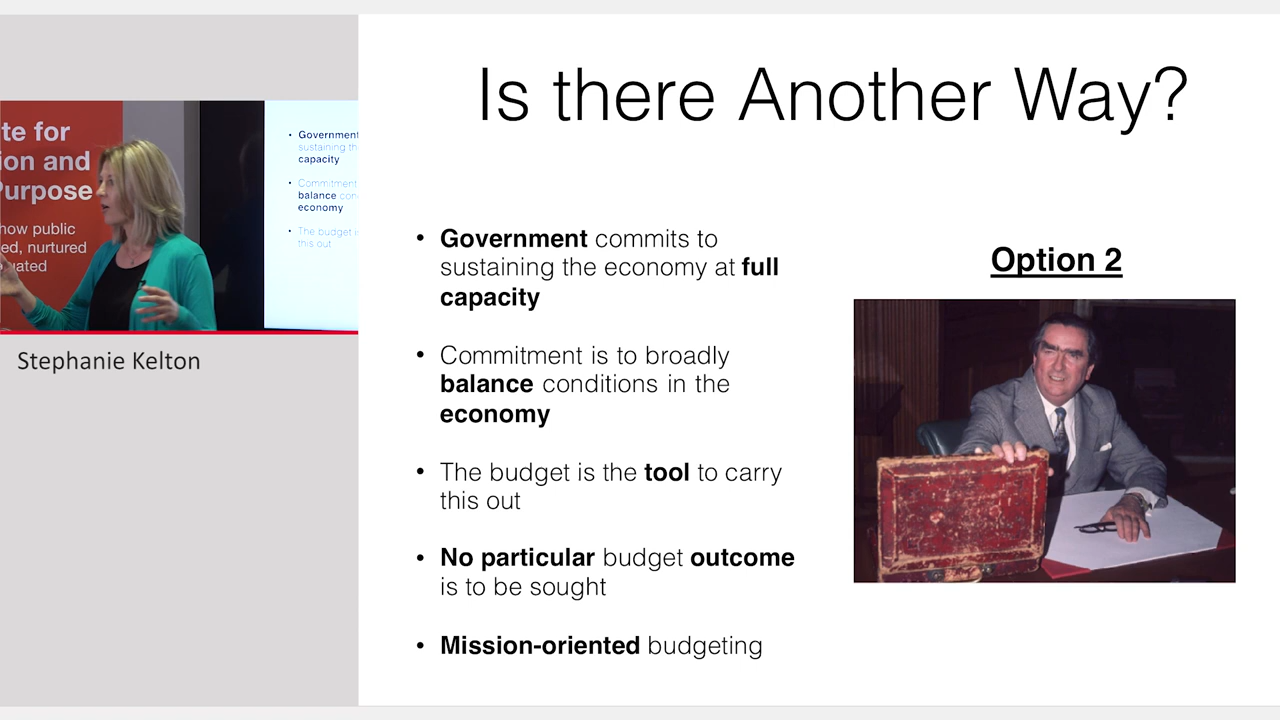 Is there Another Way?
te for
ion and
Purpose
how public
ed, nurtured
uated
• Government
sustaining th
capacity
• Commitment
balance con
economy
• The budget i
this out
Stephanie Kelton
• Government commits to
sustaining the economy at full
capacity
• Commitment is to broadly
balance conditions in the
economy
• The budget is the tool to carry
this out
• No particular budget outcome
is to be sought
• Mission-oriented budgeting
Option 2